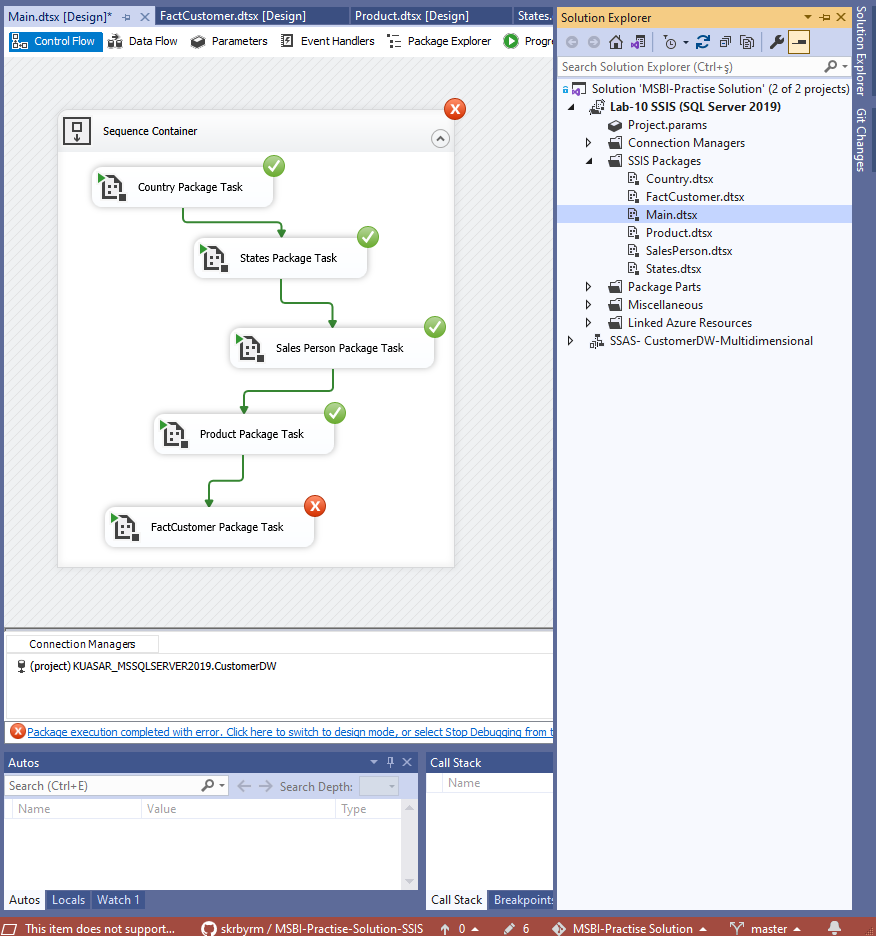 Main.dtsx [Design]* FactCustomer.dtsx [Design] Product.dtsx [Design] States.
Control Flow Data Flow Parameters Event Handlers Package Explorer Progr
Sequence Container
Country Package Task
States Package Task
Sales Person Package Task
Product Package Task
FactCustomer Package Task
Connection Managers
(project) KUASAR_MSSQLSERVER2019.CustomerDW
Package execution completed with error. Click here to switch to design mode, or select Stop Debugging from t
Autos
Search (Ctrl+E) Search Depth:
Name Value Type
Autos Locals Watch 1
Call Stack
Name
Call Stack Breakpoints
Solution Explorer
Search Solution Explorer (Ctrl+ş)
Solution 'MSBI-Practise Solution' (2 of 2 projects)
Lab-10 SSIS (SQL Server 2019)
Project.params
Connection Managers
SSIS Packages
Country.dtsx
FactCustomer.dtsx
Main.dtsx
Product.dtsx
SalesPerson.dtsx
States.dtsx
Package Parts
Miscellaneous
Linked Azure Resources
SSAS- CustomerDW-Multidimensional
Solution Explorer
Git Changes
This item does not support... skrbyrm / MSBI-Practise-Solution-SSIS 0 6 MSBI-Practise Solution master